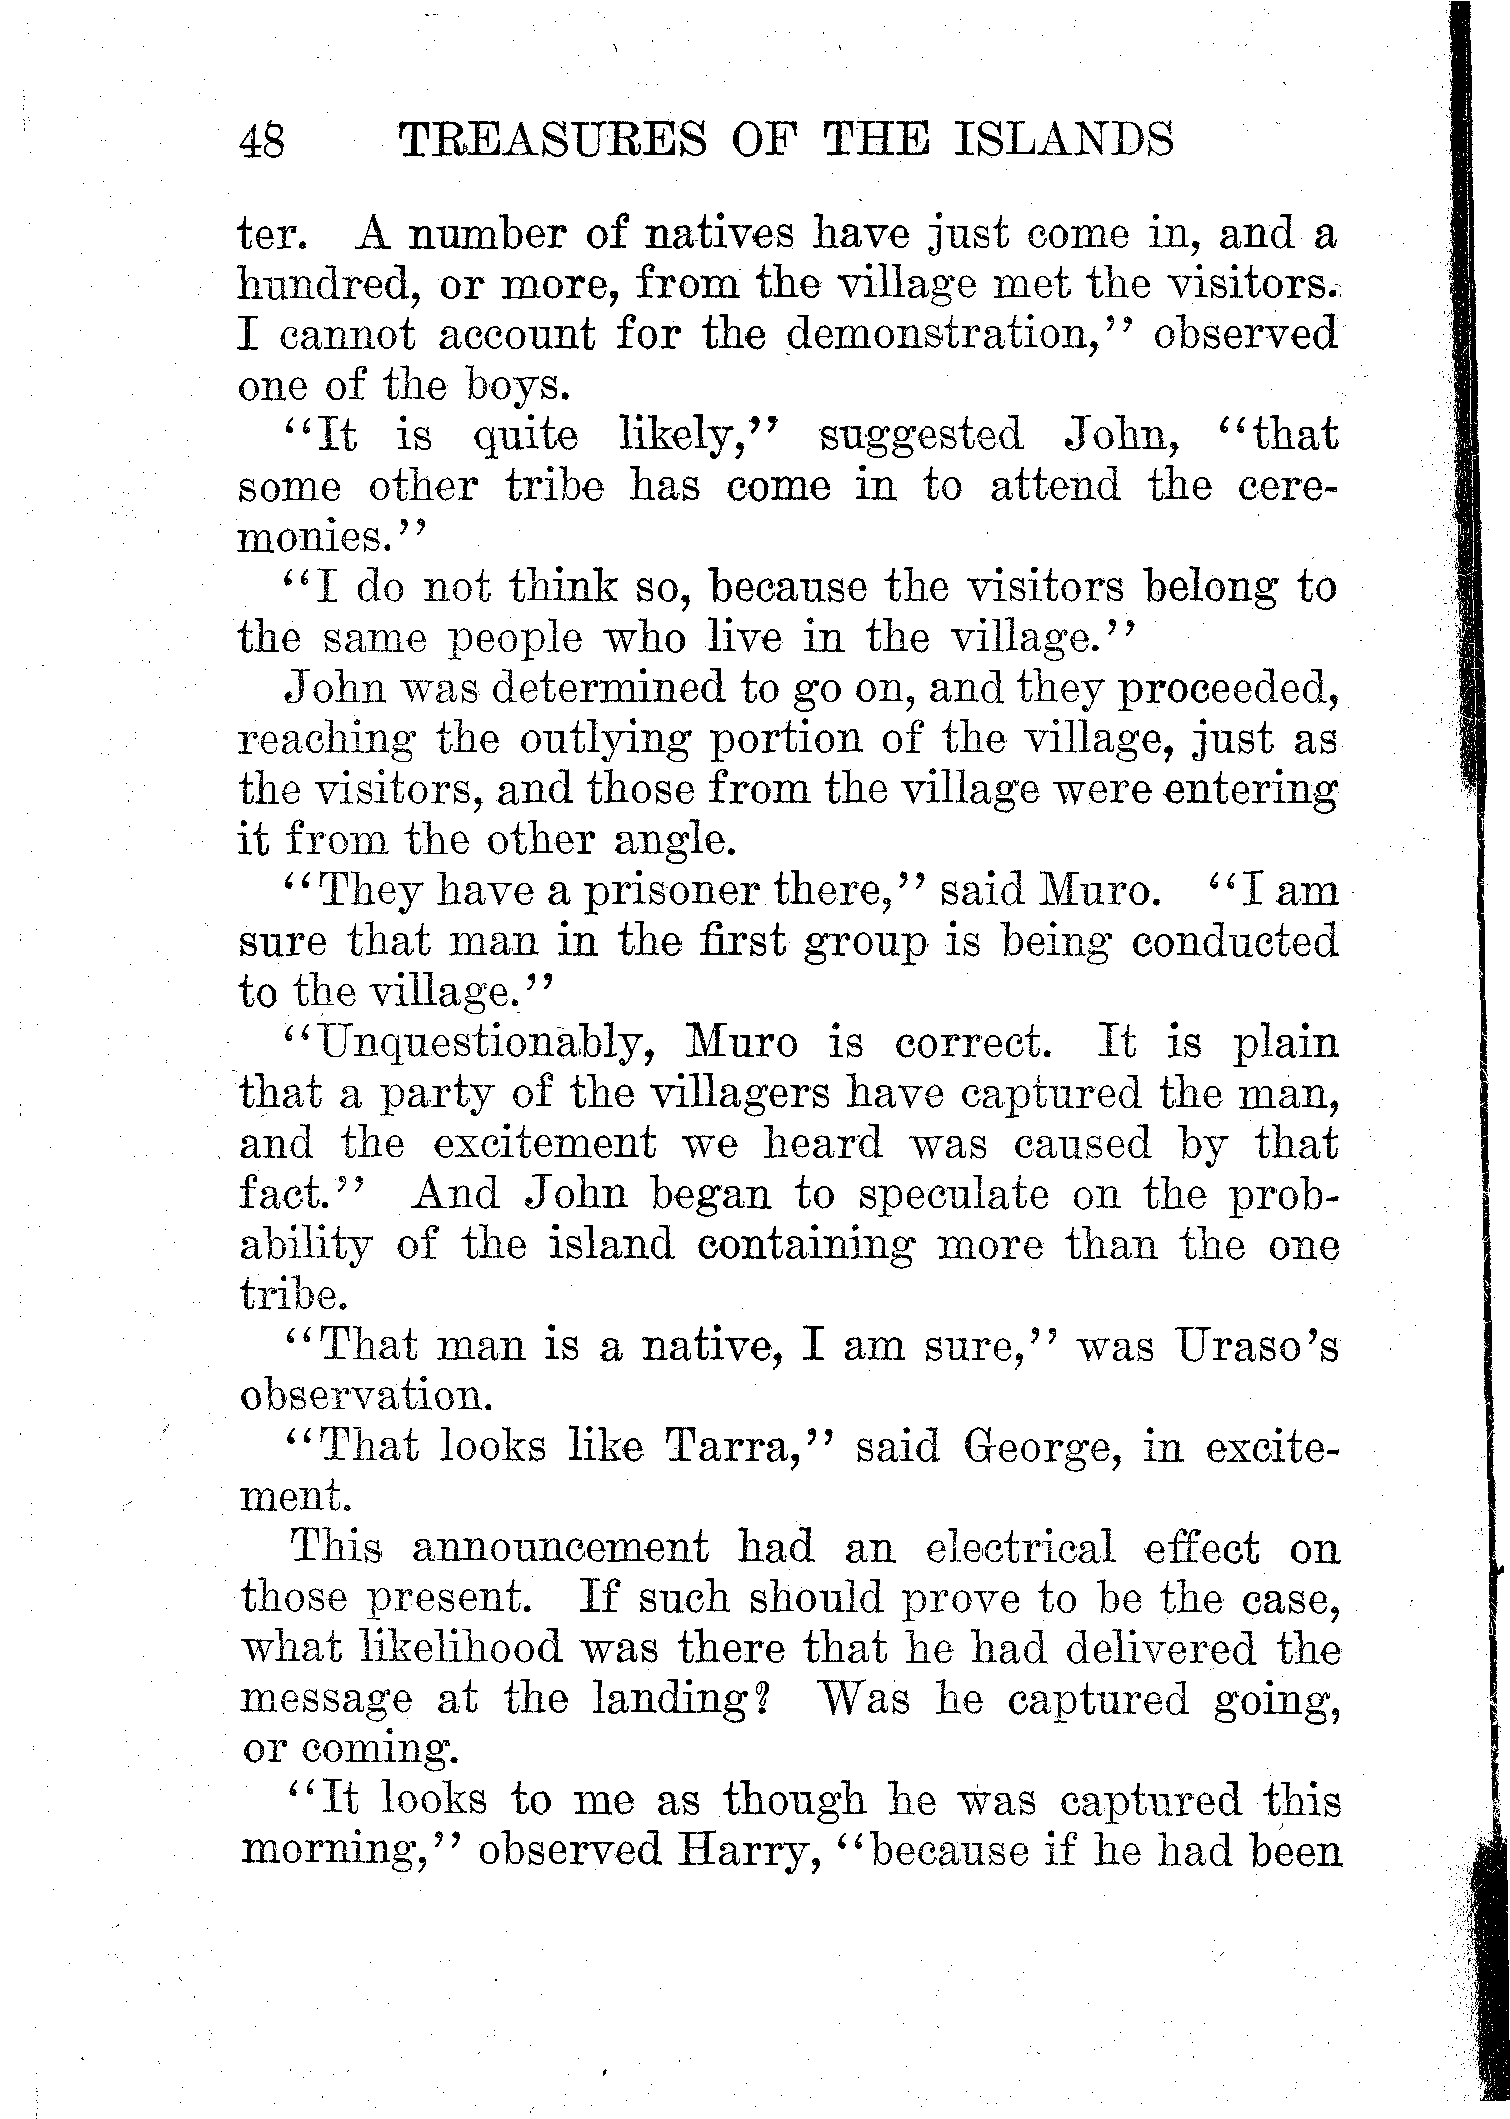 48 TREASURES OF THE ISLANDS
ter. A number of natives have just come in, and a
hundred, or more, from the village met the visitors.
I cannot account for the demonstration,'' observed
one of the boys.
''It is quite likely,'' suggested John, ''that
some other tribe has come in to attend the cere-
monies.''
''I do not think so, because the visitors belong to
the same people who live in the village.''
John was determined to go on, and they proceeded,
reaching the outlying portion of the village, just as
the visitors, and those from the village were entering
it from the other angle.
''They have a prisoner there,'' said Muro. ''I am
sure that man in the first group is being conducted
to the village.''
''Unquestionably, Muro is correct. It is plain
that a party of the villagers have captured the man,
and the excitement we heard was caused by that
fact.'' And John began to speculate on the prob-
ability of the island containing more than the one
tribe.
''That man is a native, I am sure,'' was Uraso's
observation.
''That looks like Tarra,'' said George, in excite-
ment.
This announcement had an electrical effect on
those present. If such should prove to be the case,
what likelihood was there that he had delivered the
message at the landing? Was he captured going,
or coming.
''It looks to me as though he was captured this
morning,'' observed Harry, ''because if he had been